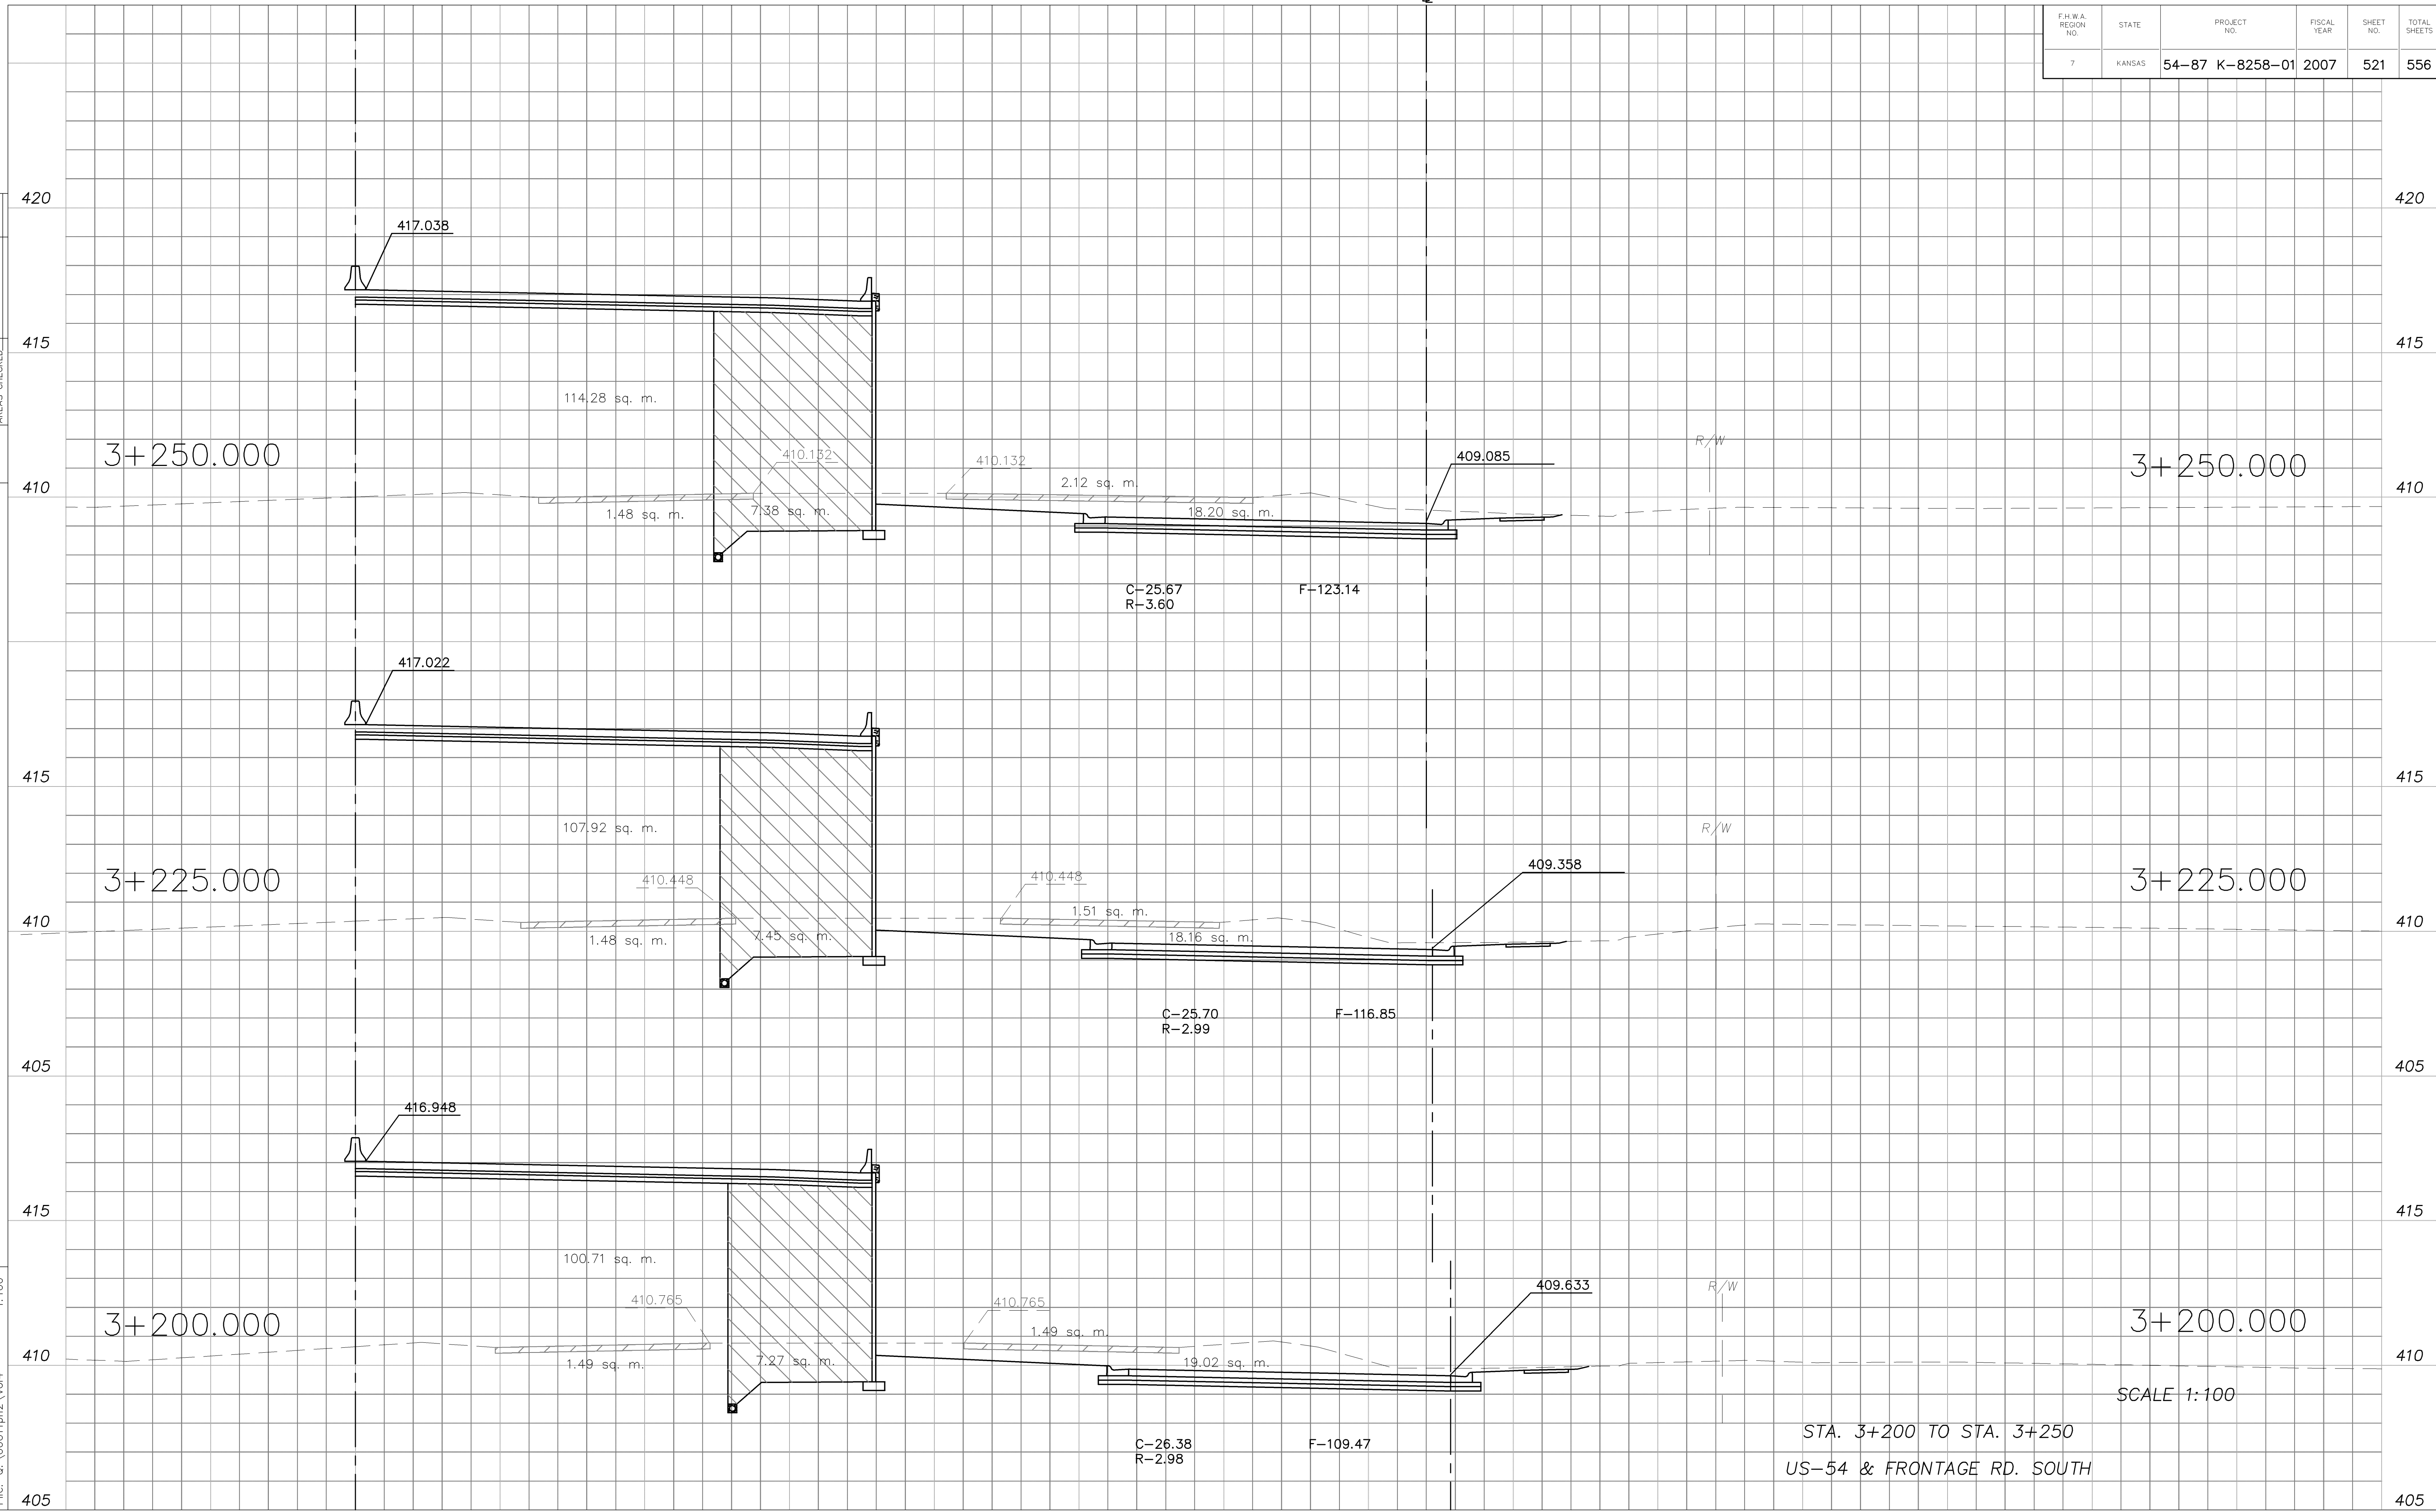 F.H.W.A. REGION NO. STATE PROJECT NO. FISCAL YEAR SHEET NO. TOTAL SHEETS
7 KANSAS 54-87 K-8258-01 2007 521 556
420 420
417.038
415 415
114.28 sq. m.
3+250.000 3+250.000
R/W
410.132 410.132 409.085
2.12 sq. m.
410 410
1.48 sq. m. 7.38 sq. m. 18.20 sq. m.
C-25.67 F-123.14
R-3.60
417.022
415 415
107.92 sq. m. R/W
409.358
3+225.000 3+225.000
410.448 410.448
1.51 sq. m.
410 410
1.48 sq. m. 7.45 sq. m. 18.16 sq. m.
C-25.70 F-116.85
R-2.99
405 405
416.948
415 415
100.71 sq. m.
409.633 R/W
410.765 410.765
3+200.000 3+200.000
1.49 sq. m.
410 410
1.49 sq. m. 7.27 sq. m. 19.02 sq. m.
SCALE 1:100
STA. 3+200 TO STA. 3+250
C-26.38 F-109.47
R-2.98
US-54 & FRONTAGE RD. SOUTH
405 405